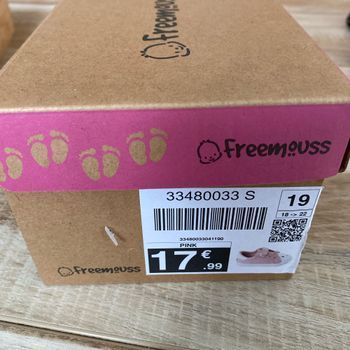 Freemouss
Freemouss
33480033 S
19
18 -> 22
33480033041190
PINK
17€.99
Freemouss